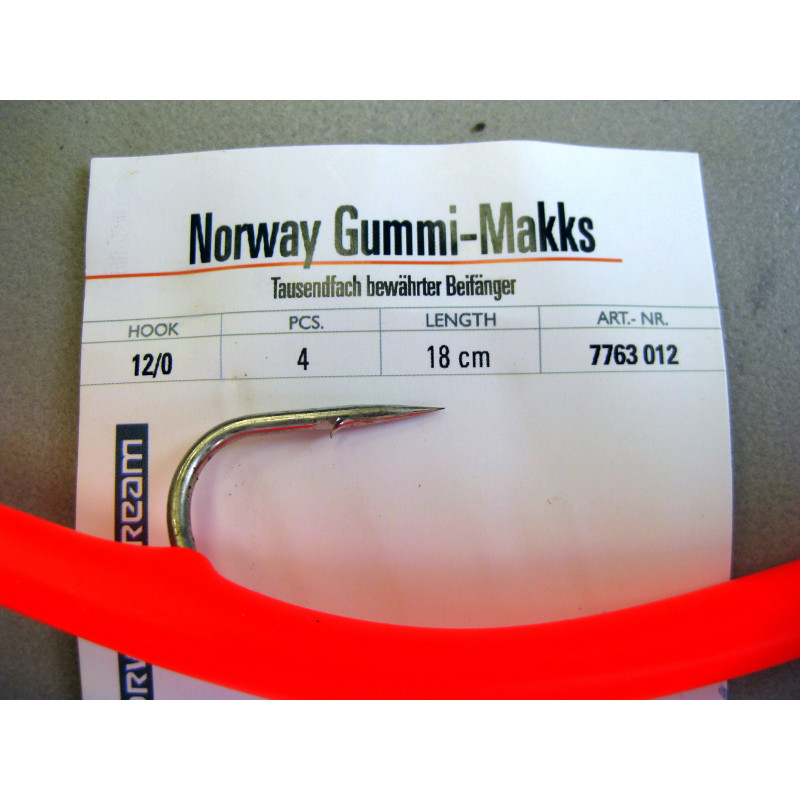 Norway Gummi-Makks
Tausendfach bewährter Beifänger
HOOK PCS. LENGTH ART.- NR.
12/0 4 18 cm 7763 012